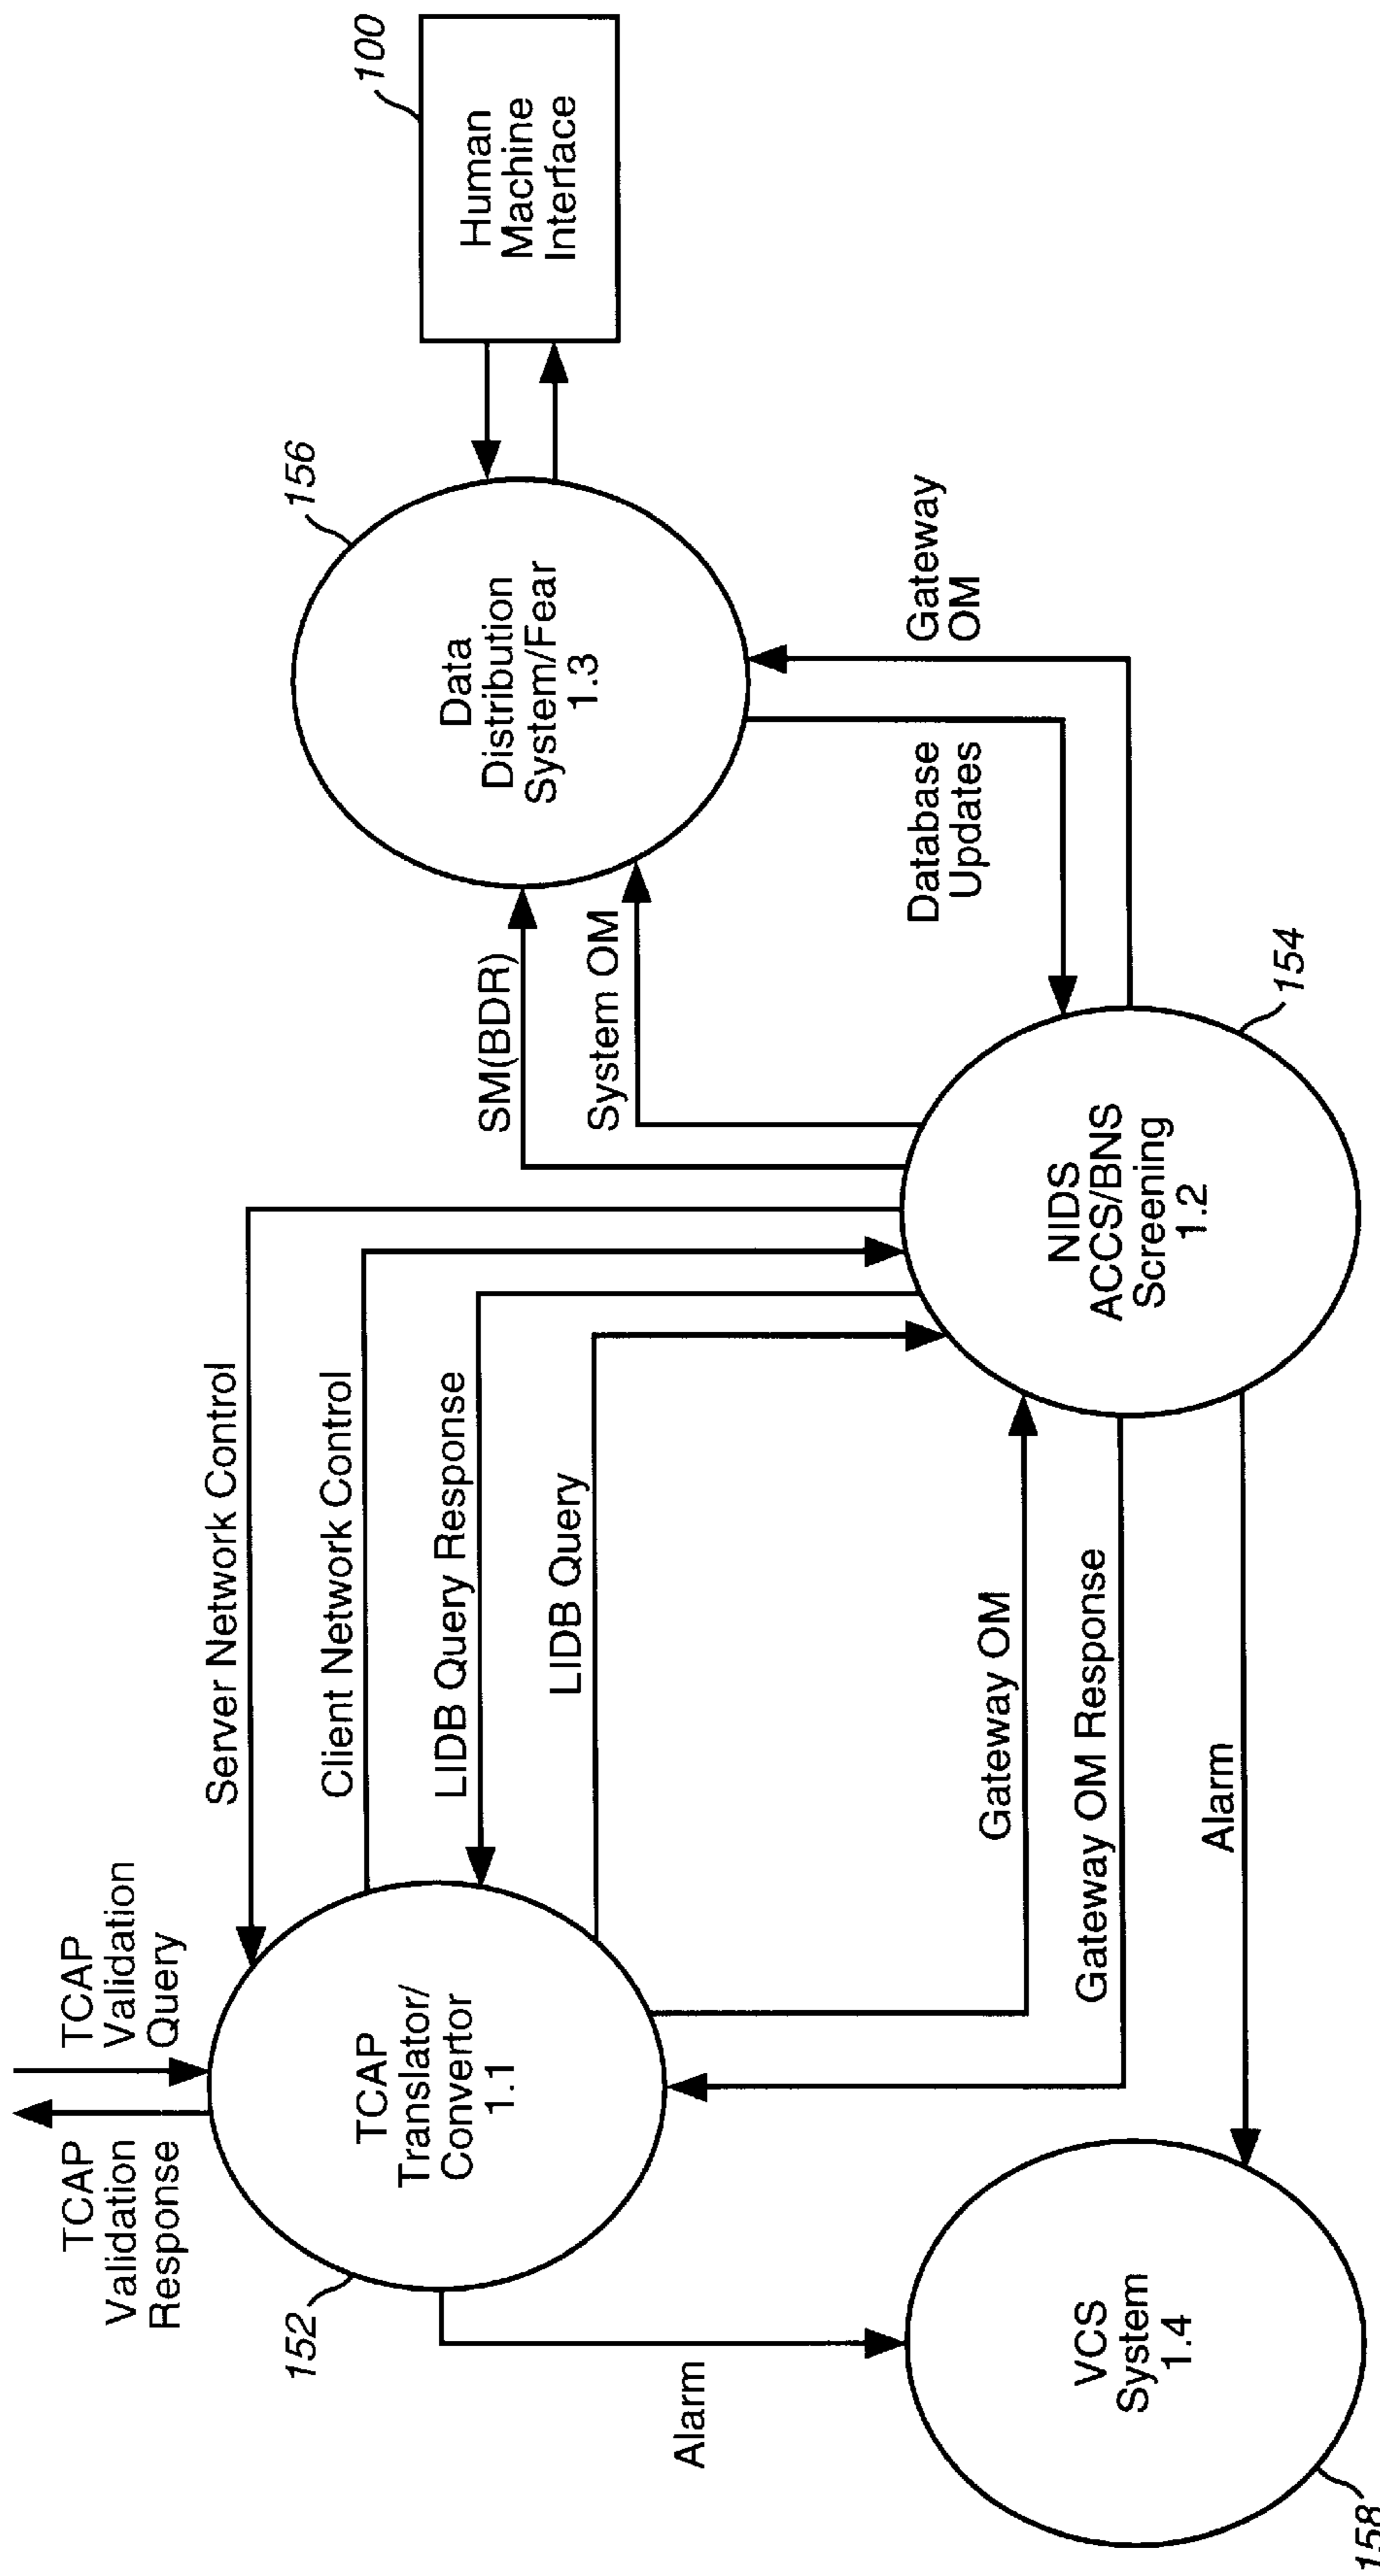 TCAP
Validation
Response
TCAP
Validation
Query
152
TCAP
Translator/
Convertor
1.1
Server Network Control
Client Network Control
LIDB Query Response
LIDB Query
SM(BDR)
System OM
156
Data
Distribution
System/Fear
1.3
100
Human
Machine
Interface
Alarm
Gateway OM
Gateway OM Response
Alarm
Database
Updates
Gateway
OM
154
NIDS
ACCS/BNS
Screening
1.2
VCS
System
1.4
158